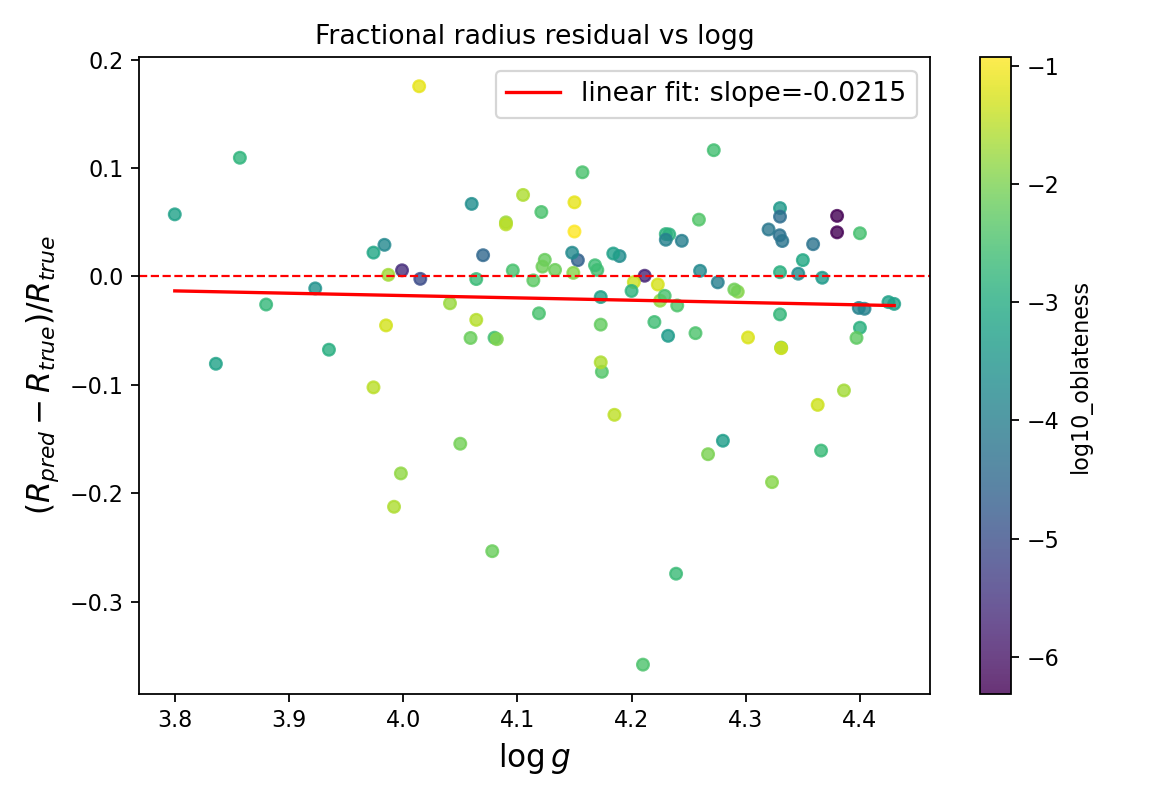 Fractional radius residual vs logg
linear fit: slope=-0.0215
0.2
0.1
0.0
−0.1
−0.2
−0.3
(R_pred − R_true)/R_true
3.8 3.9 4.0 4.1 4.2 4.3 4.4
log g
−1
−2
−3
−4
−5
−6
log10_oblateness